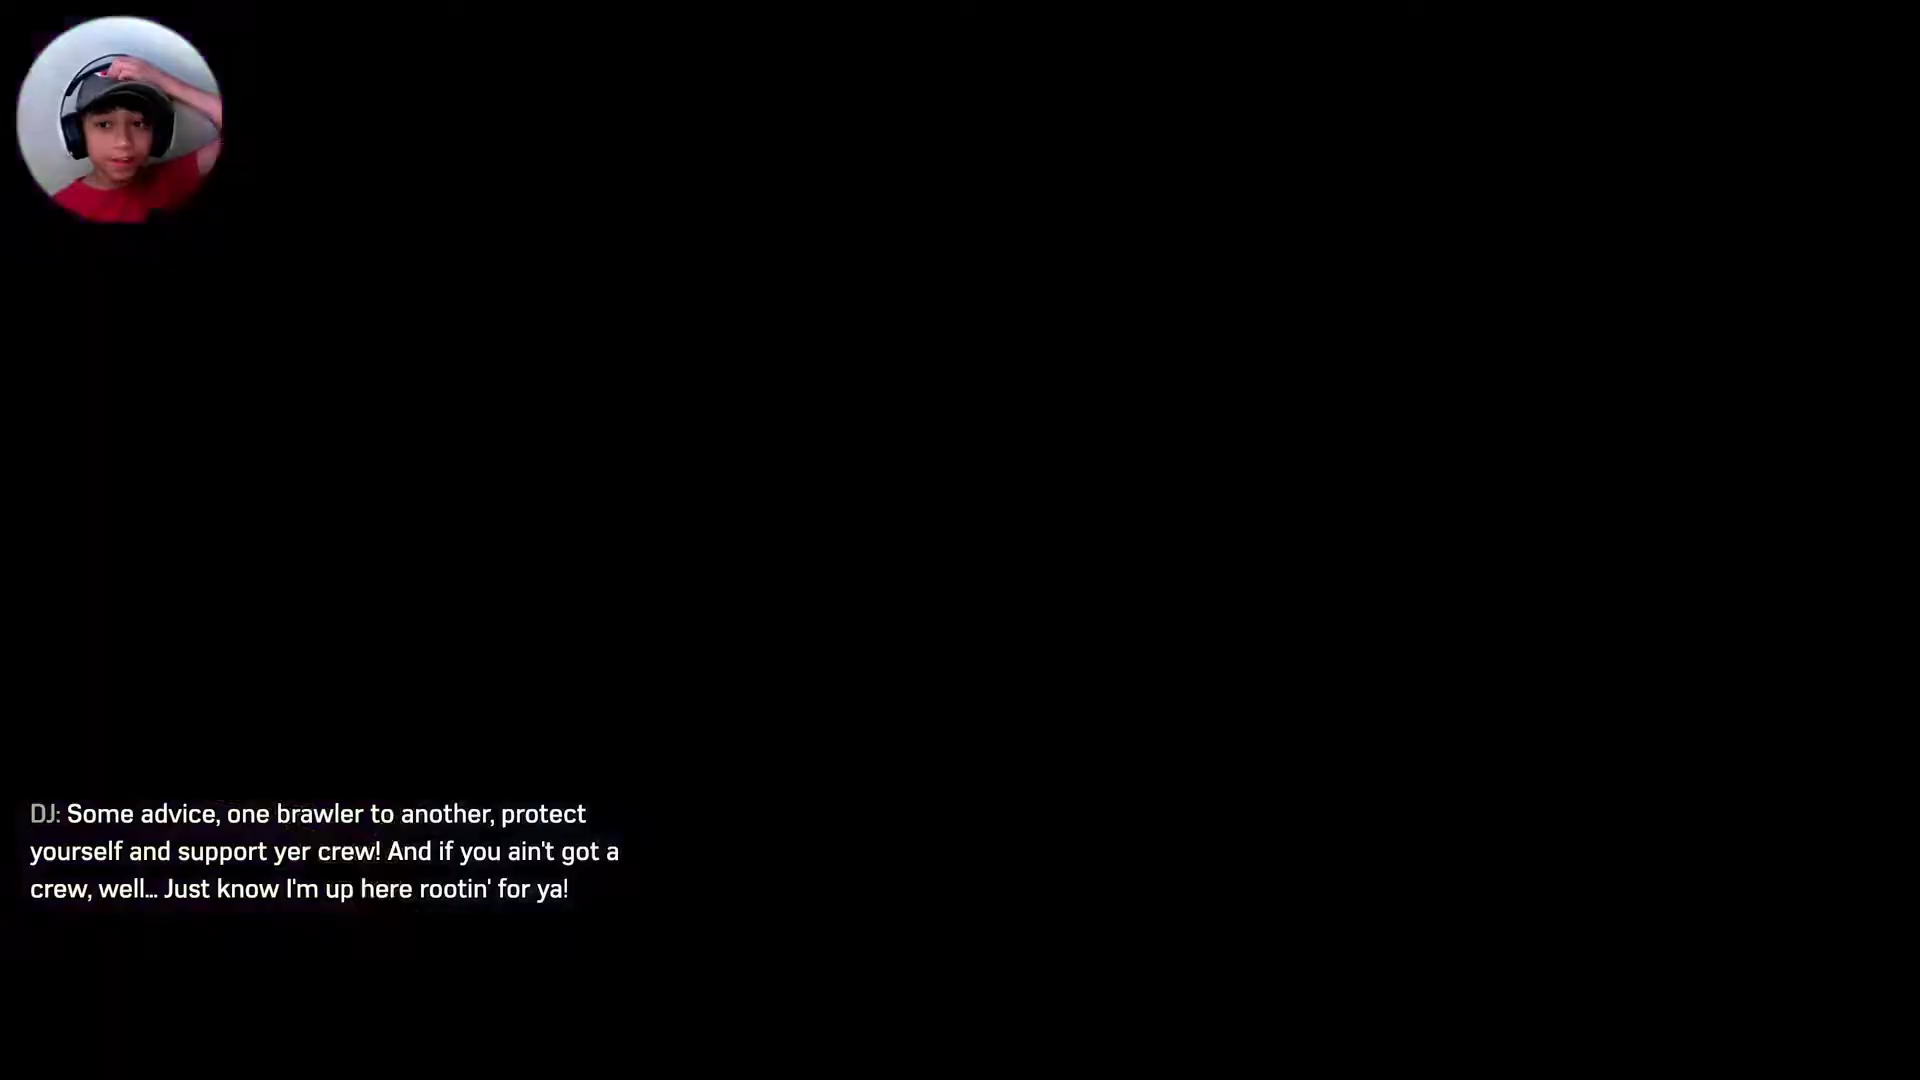 DJ: Some advice, one brawler to another, protect
yourself and support yer crew! And if you ain't got a
crew, well... Just know I'm up here rootin' for ya!